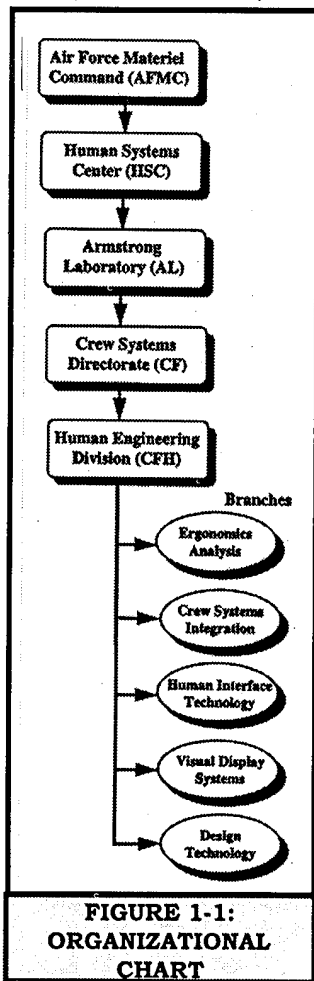 Air Force Materiel
Command (AFMC)
Human Systems
Center (HSC)
Armstrong
Laboratory (AL)
Crew Systems
Directorate (CF)
Human Engineering
Division (CFH)
Branches
Ergonomics
Analysis
Crew Systems
Integration
Human Interface
Technology
Visual Display
Systems
Design
Technology
FIGURE 1-1:
ORGANIZATIONAL
CHART